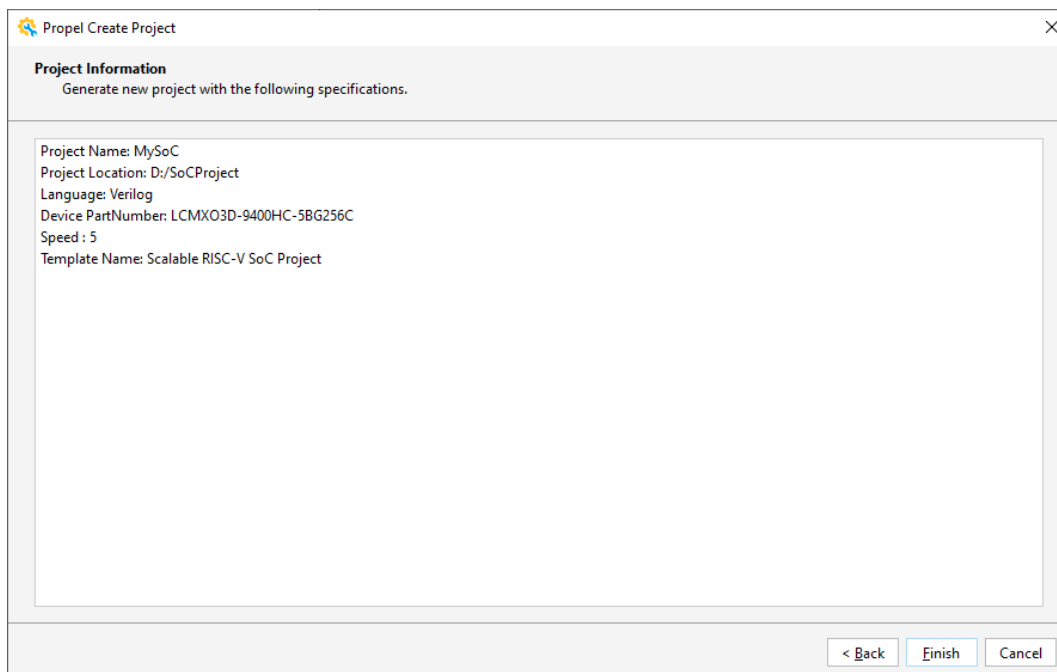 Propel Create Project
Project Information
Generate new project with the following specifications.
Project Name: MySoC
Project Location: D:/SoCProject
Language: Verilog
Device PartNumber: LCMXO3D-9400HC-5BG256C
Speed : 5
Template Name: Scalable RISC-V SoC Project
< Back
Finish
Cancel